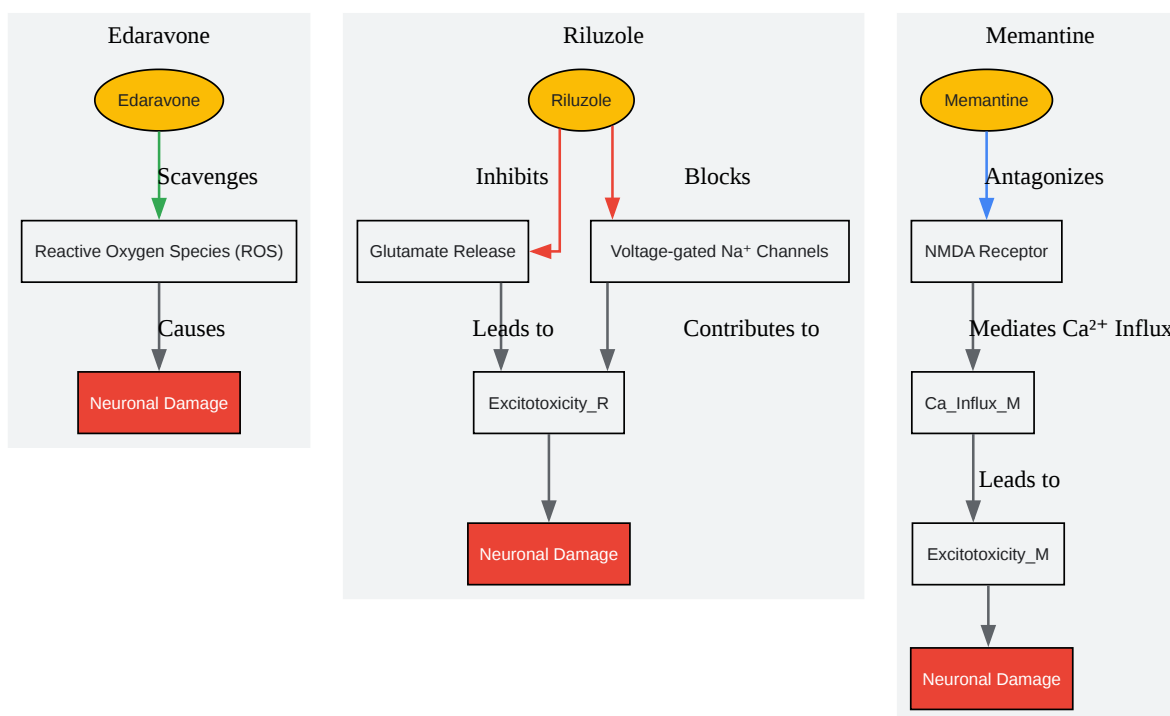 Edaravone
Edaravone
Scavenges
Reactive Oxygen Species (ROS)
Causes
Neuronal Damage
Riluzole
Riluzole
Inhibits
Blocks
Glutamate Release
Voltage-gated Na⁺ Channels
Leads to
Contributes to
Excitotoxicity_R
Neuronal Damage
Memantine
Memantine
Antagonizes
NMDA Receptor
Mediates Ca²⁺ Influx
Ca_Influx_M
Leads to
Excitotoxicity_M
Neuronal Damage